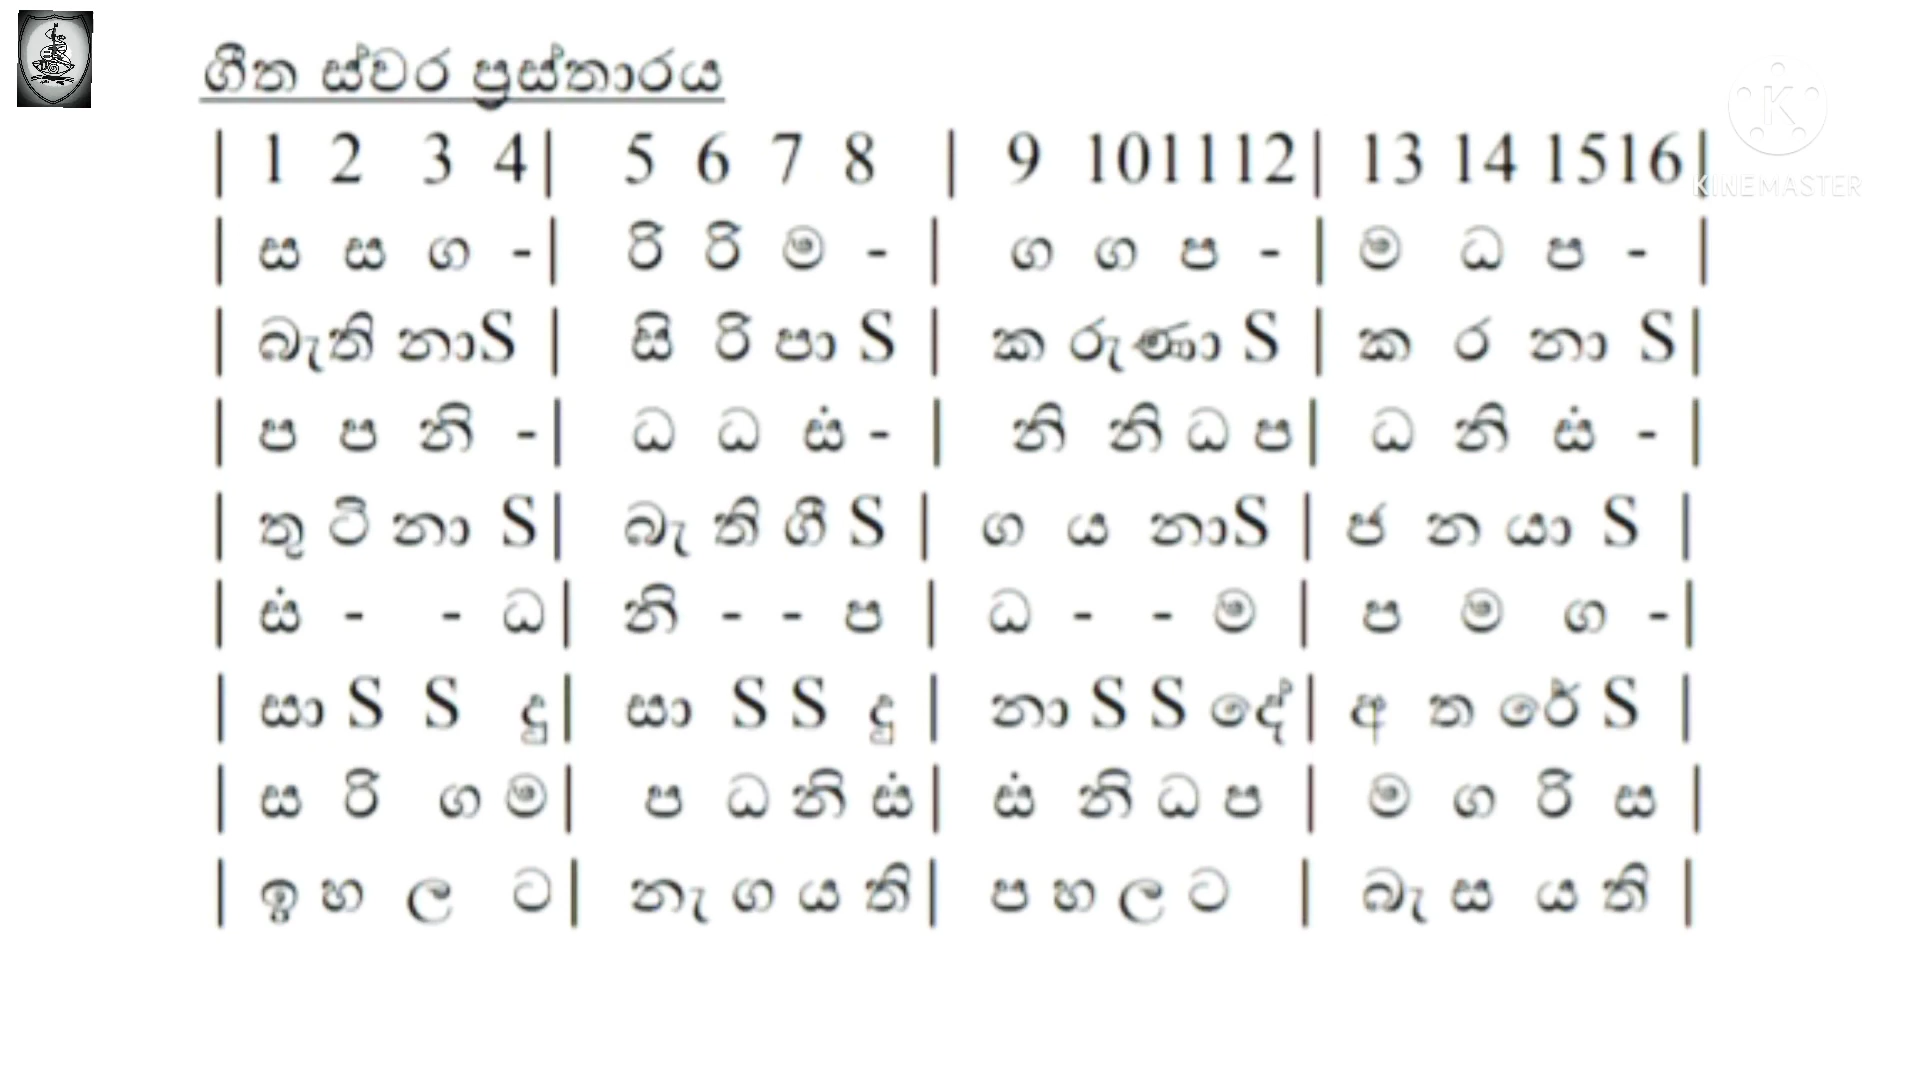 ගීත ස්වර ප්‍රස්තාරය
| 1 2 3 4 | 5 6 7 8 | 9 10 11 12 | 13 14 15 16 |
KINEMASTER
| ස ස ග - | රි රි ම - | ග ග ප - | ම ධ ප - |
| බැති නා S | සි රි පා S | ක රුණා S | ක ර නා S |
| ප ප නි - | ධ ධ ස් - | නි නි ධ ප | ධ නි ස් - |
| තු ටි නා S | බැ ති ගී S | ග ය නා S | ජ න යා S |
| ස් - - ධ | නි - - ප | ධ - - ම | ප ම ග - |
| සා S S දු | සා S S දු | නා S S දේ | අ ත රේ S |
| ස රි ග ම | ප ධ නි ස් | ස් නි ධ ප | ම ග රි ස |
| ඉ හ ල ට | නැ ග ය ති | ප හ ල ට | බැ ස ය ති |